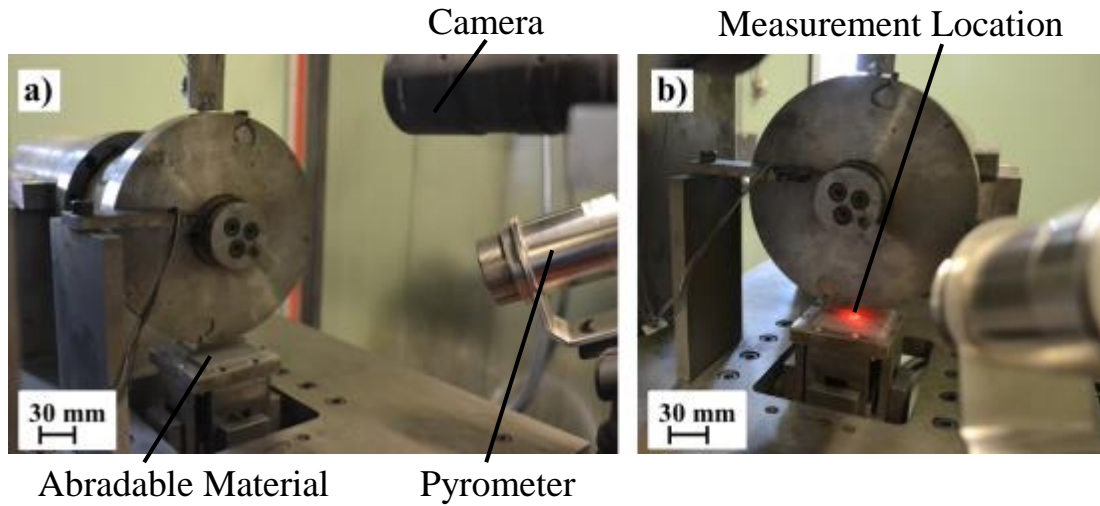 Camera
Measurement Location
a)
b)
30 mm
30 mm
Abradable Material
Pyrometer